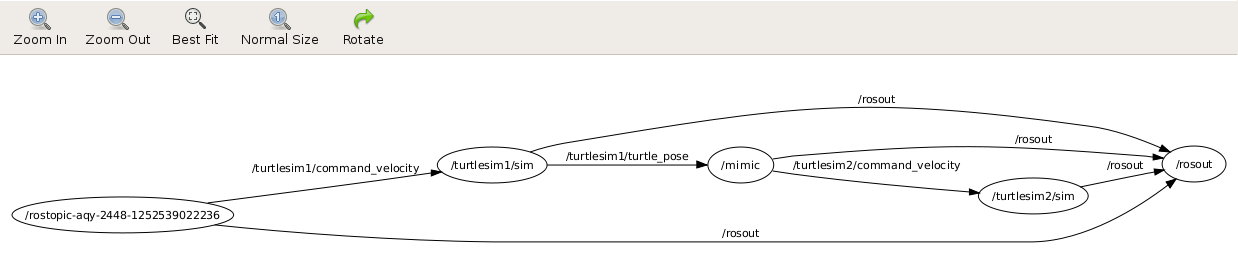 Zoom In
Zoom Out
Best Fit
Normal Size
Rotate
/rosout
/rosout
/turtlesim1/turtle_pose
/turtlesim1/command_velocity
/turtlesim1/sim
/mimic
/turtlesim2/command_velocity
/rosout
/rosout
/turtlesim2/sim
/rostopic-aqy-2448-1252539022236
/rosout